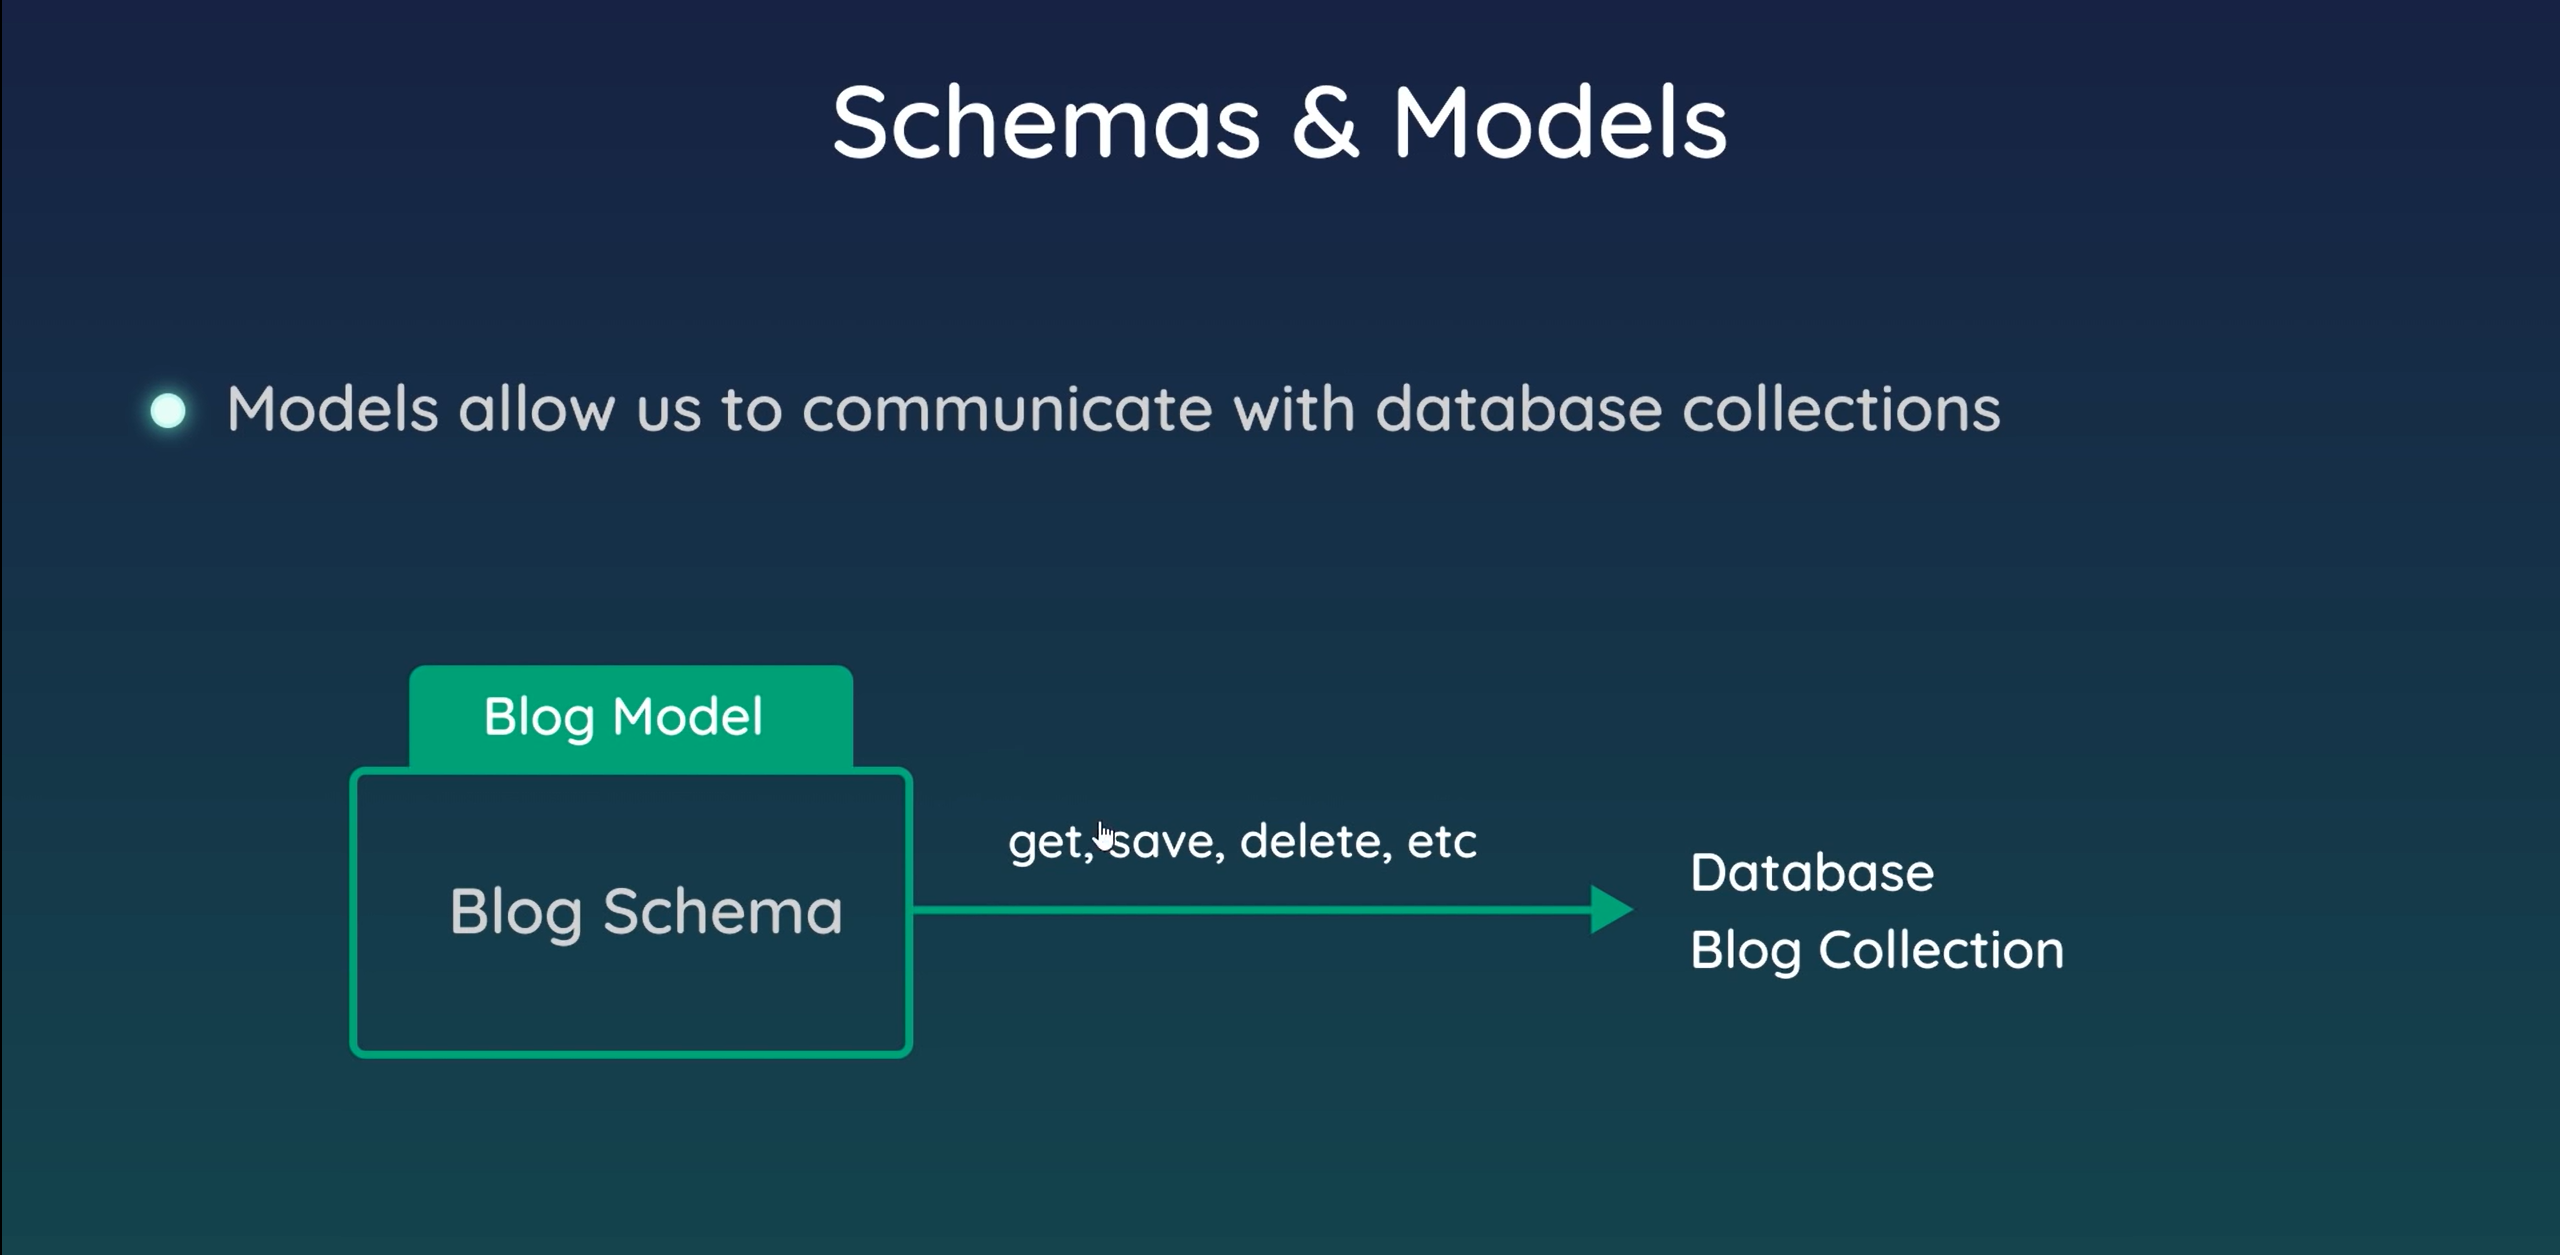 Schemas & Models
Models allow us to communicate with database collections
Blog Model
Blog Schema
get, save, delete, etc
Database
Blog Collection